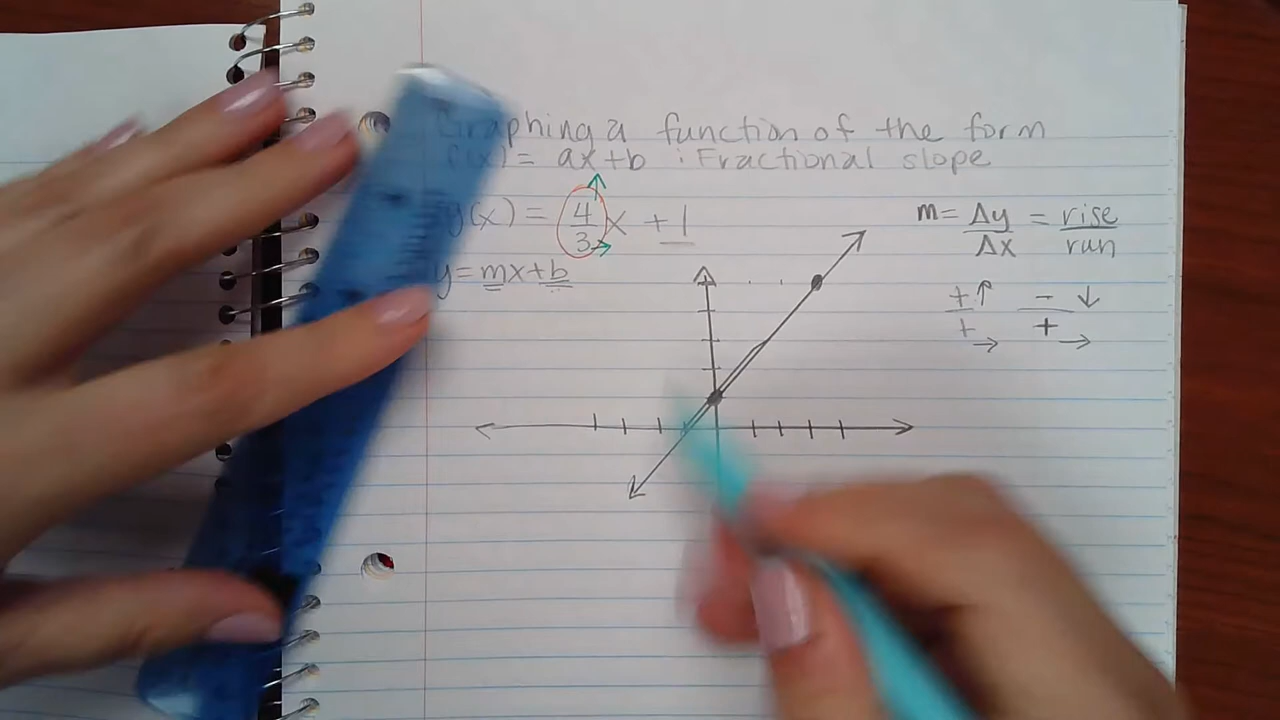 Graphing a function of the form
f(x) = ax+b : Fractional slope
y(x) = 4/3 x + 1
y = mx+b
m = Δy/Δx = rise/run
+↑/+→ -↓/+→